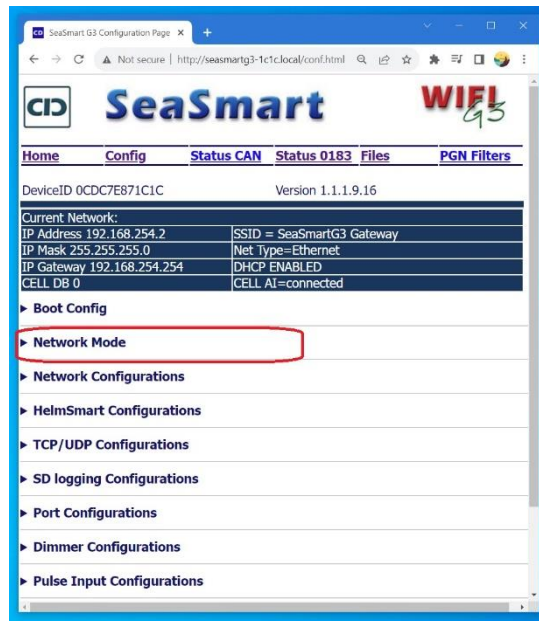 SeaSmart G3 Configuration Page
Not secure | http://seasmartg3-1c1c.local/conf.html
CD SeaSmart WIFI G3
Home Config Status CAN Status 0183 Files PGN Filters
DeviceID 0CDC7E871C1C Version 1.1.1.9.16
Current Network:
IP Address 192.168.254.2 SSID = SeaSmartG3 Gateway
IP Mask 255.255.255.0 Net Type=Ethernet
IP Gateway 192.168.254.254 DHCP ENABLED
CELL DB 0 CELL AI=connected
Boot Config
Network Mode
Network Configurations
HelmSmart Configurations
TCP/UDP Configurations
SD logging Configurations
Port Configurations
Dimmer Configurations
Pulse Input Configurations